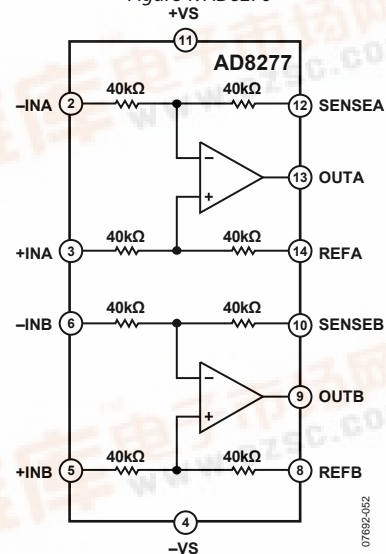 +VS
11
AD8277
40kΩ 40kΩ
–INA 2 12 SENSEA
–
13 OUTA
+
40kΩ 40kΩ
+INA 3 14 REFA
40kΩ 40kΩ
–INB 6 10 SENSEB
–
9 OUTB
+
40kΩ 40kΩ
+INB 5 8 REFB
4
–VS
07692-052